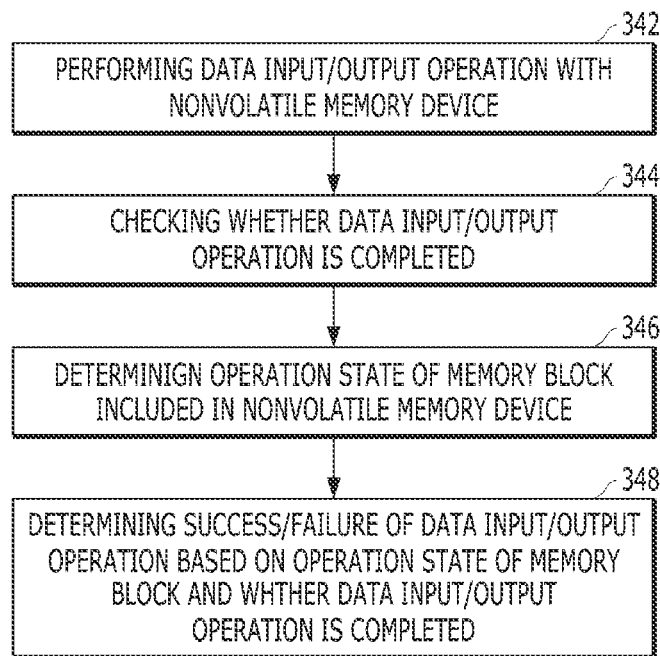 342
PERFORMING DATA INPUT/OUTPUT OPERATION WITH
NONVOLATILE MEMORY DEVICE
344
CHECKING WHETHER DATA INPUT/OUTPUT
OPERATION IS COMPLETED
346
DETERMINIGN OPERATION STATE OF MEMORY BLOCK
INCLUDED IN NONVOLATILE MEMORY DEVICE
348
DETERMINING SUCCESS/FAILURE OF DATA INPUT/OUTPUT
OPERATION BASED ON OPERATION STATE OF MEMORY
BLOCK AND WHTHER DATA INPUT/OUTPUT
OPERATION IS COMPLETED